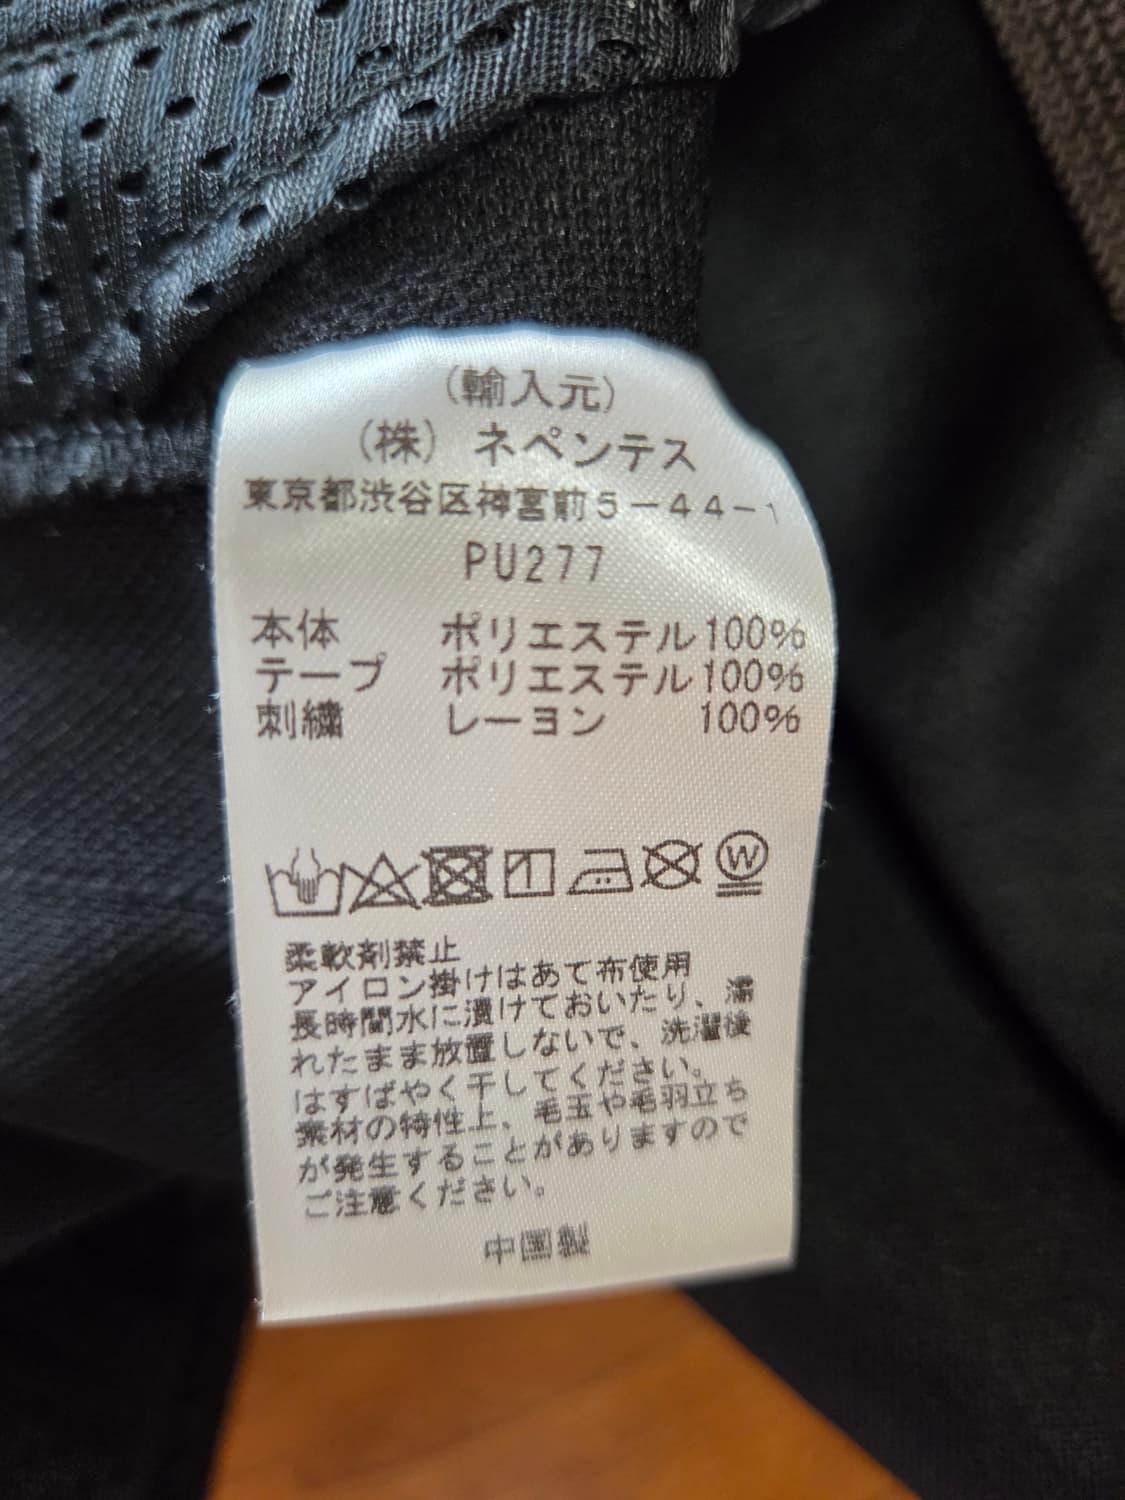 (輸入元)
(株) ネペンテス
東京都渋谷区神宮前5-44-1
PU277
本体 ポリエステル100%
テープ ポリエステル100%
刺繍 レーヨン 100%
W
柔軟剤禁止
アイロン掛けはあて布使用
長時間水に漬けておいたり、濡
れたまま放置しないで、洗濯後
はすばやく干してください。
素材の特性上、毛玉や毛羽立ち
が発生することがありますので
ご注意ください。
中国製